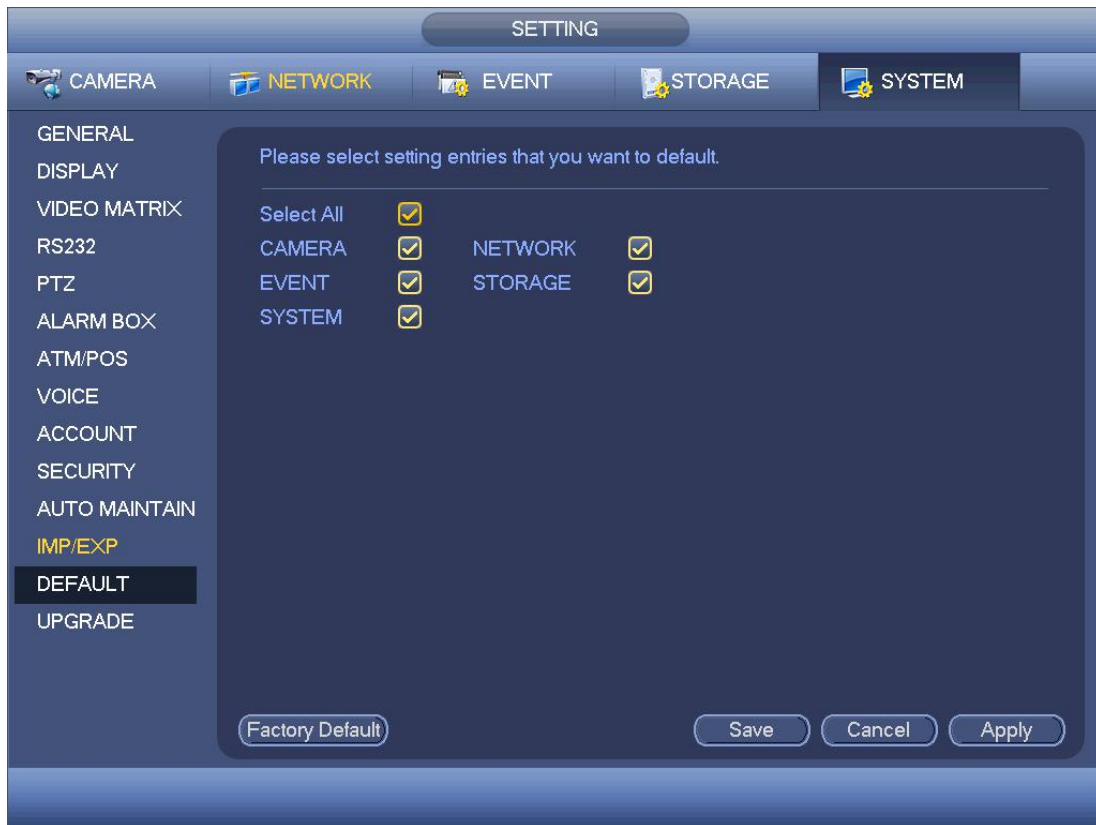 SETTING
CAMERA NETWORK EVENT STORAGE SYSTEM
GENERAL
DISPLAY
VIDEO MATRIX
RS232
PTZ
ALARM BOX
ATM/POS
VOICE
ACCOUNT
SECURITY
AUTO MAINTAIN
IMP/EXP
DEFAULT
UPGRADE
Please select setting entries that you want to default.
Select All
CAMERA NETWORK
EVENT STORAGE
SYSTEM
Factory Default Save Cancel Apply